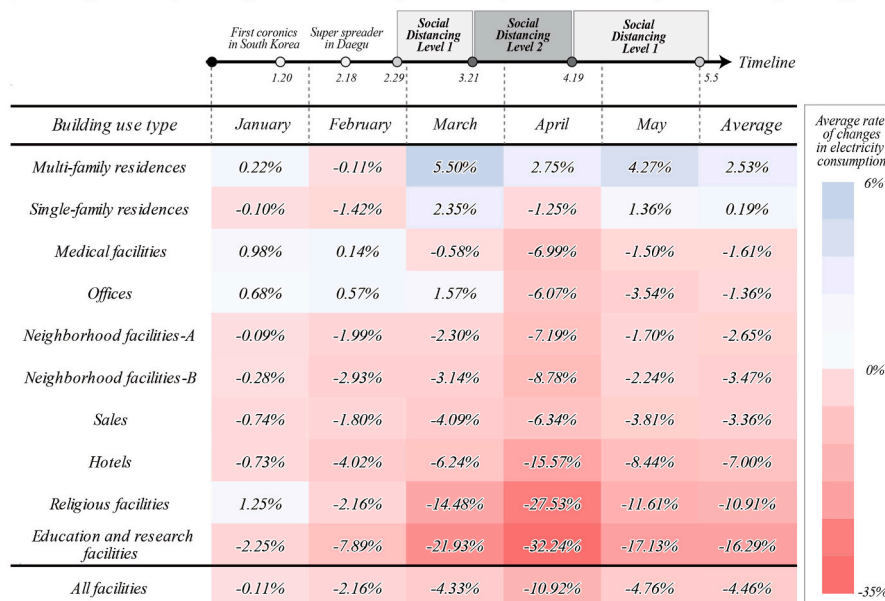 First coronics
in South Korea
Super spreader
in Daegu
Social
Distancing
Level 1
Social
Distancing
Level 2
Social
Distancing
Level 1
1.20 2.18 2.29 3.21 4.19 5.5
Timeline
Building use type January February March April May Average
Multi-family residences 0.22% -0.11% 5.50% 2.75% 4.27% 2.53%
Single-family residences -0.10% -1.42% 2.35% -1.25% 1.36% 0.19%
Medical facilities 0.98% 0.14% -0.58% -6.99% -1.50% -1.61%
Offices 0.68% 0.57% 1.57% -6.07% -3.54% -1.36%
Neighborhood facilities-A -0.09% -1.99% -2.30% -7.19% -1.70% -2.65%
Neighborhood facilities-B -0.28% -2.93% -3.14% -8.78% -2.24% -3.47%
Sales -0.74% -1.80% -4.09% -6.34% -3.81% -3.36%
Hotels -0.73% -4.02% -6.24% -15.57% -8.44% -7.00%
Religious facilities 1.25% -2.16% -14.48% -27.53% -11.61% -10.91%
Education and research
facilities -2.25% -7.89% -21.93% -32.24% -17.13% -16.29%
All facilities -0.11% -2.16% -4.33% -10.92% -4.76% -4.46%
Average rate
of changes
in electricity
consumption
6%
0%
-35%